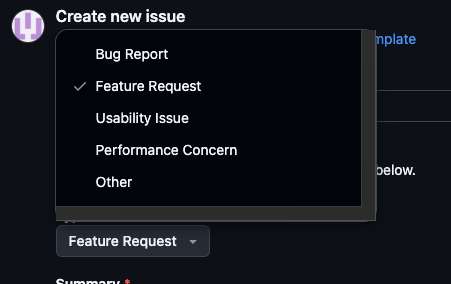 Create new issue
mplate
Bug Report
Feature Request
Usability Issue
Performance Concern
Other
below.
Feature Request
Summary *